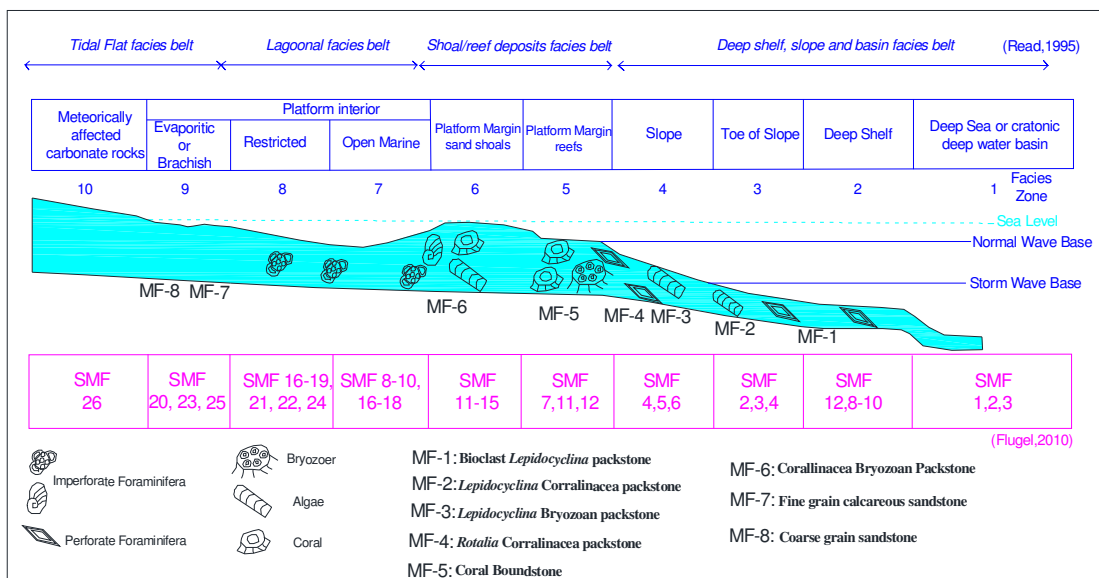 Tidal Flat facies belt Lagoonal facies belt Shoal/reef deposits facies belt Deep shelf, slope and basin facies belt (Read,1995)
Meteorically affected carbonate rocks
Platform interior
Evaporitic or Brachish
Restricted
Open Marine
Platform Margin sand shoals
Platform Margin reefs
Slope
Toe of Slope
Deep Shelf
Deep Sea or cratonic deep water basin
10 9 8 7 6 5 4 3 2 1 Facies Zone
Sea Level
Normal Wave Base
Storm Wave Base
MF-8 MF-7 MF-6 MF-5 MF-4 MF-3 MF-2 MF-1
SMF 26
SMF 20, 23, 25
SMF 16-19, 21, 22, 24
SMF 8-10, 16-18
SMF 11-15
SMF 7,11,12
SMF 4,5,6
SMF 2,3,4
SMF 12,8-10
SMF 1,2,3
(Flugel,2010)
Imperforate Foraminifera
Perforate Foraminifera
Bryozoer
Algae
Coral
MF-1: Bioclast Lepidocyclina packstone
MF-2: Lepidocyclina Corralinacea packstone
MF-3: Lepidocyclina Bryozoan packstone
MF-4: Rotalia Corralinacea packstone
MF-5: Coral Boundstone
MF-6: Corallinacea Bryozoan Packstone
MF-7: Fine grain calcareous sandstone
MF-8: Coarse grain sandstone